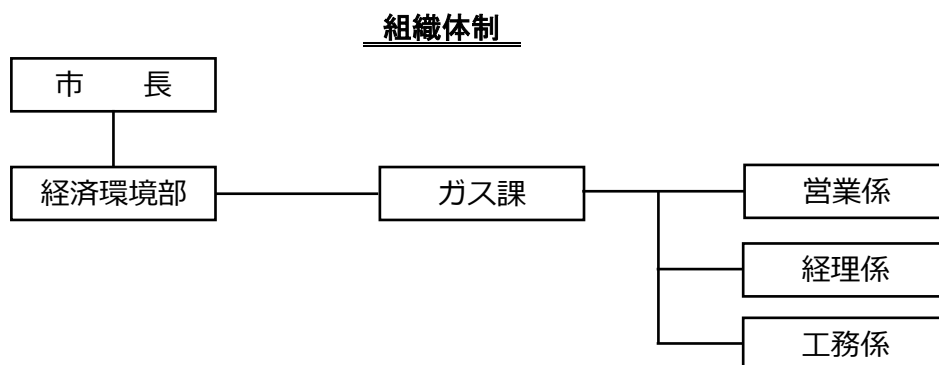 組織体制
市　　長
経済環境部
ガス課
営業係
経理係
工務係